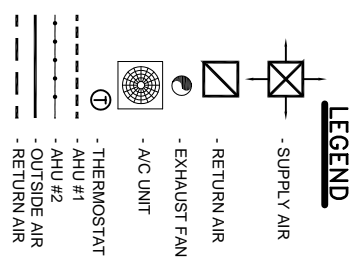 LEGEND
- SUPPLY AIR
- RETURN AIR
- EXHAUST FAN
- A/C UNIT
T - THERMOSTAT
- AHU #1
- AHU #2
- OUTSIDE AIR
- RETURN AIR